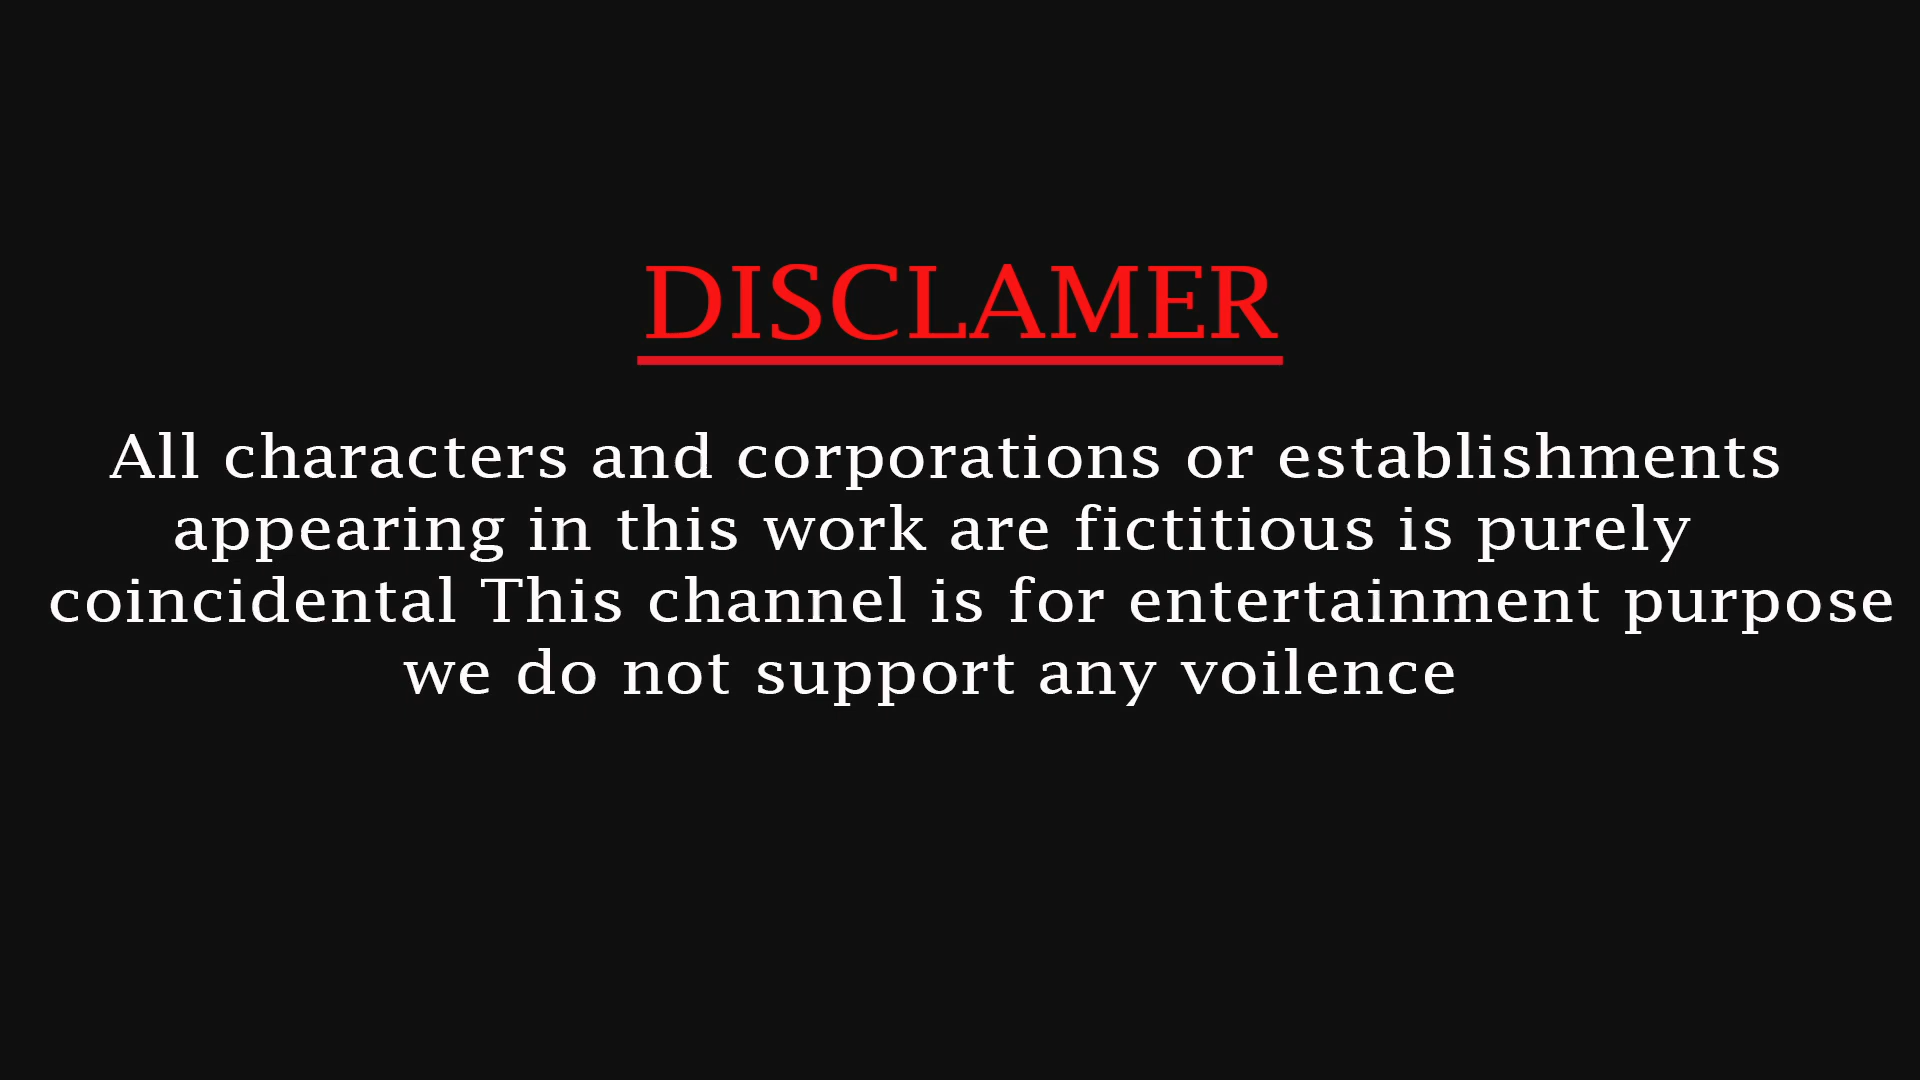 DISCLAMER
All characters and corporations or establishments
appearing in this work are fictitious is purely
coincidental This channel is for entertainment purpose
we do not support any voilence